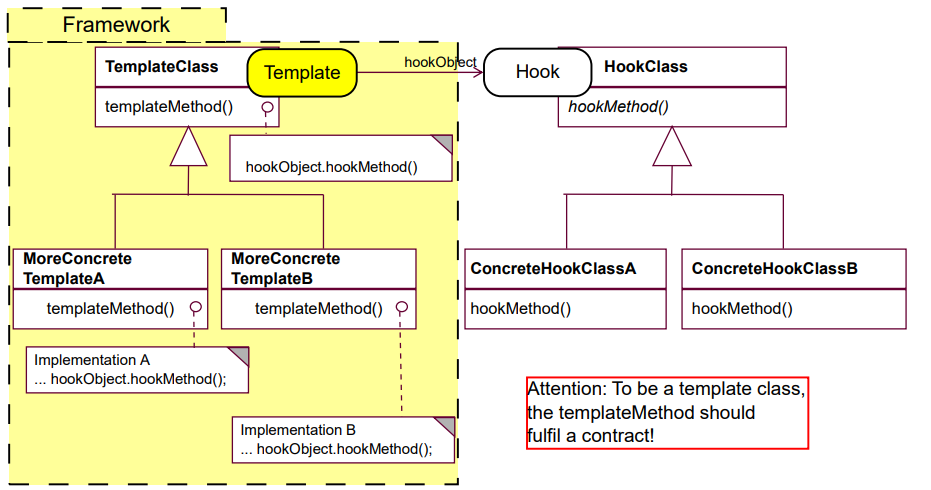 Framework
TemplateClass
Template
hookObject
Hook
HookClass
templateMethod()
hookMethod()
hookObject.hookMethod()
MoreConcrete
TemplateA
MoreConcrete
TemplateB
ConcreteHookClassA
ConcreteHookClassB
templateMethod()
templateMethod()
hookMethod()
hookMethod()
Implementation A
... hookObject.hookMethod();
Implementation B
... hookObject.hookMethod();
Attention: To be a template class,
the templateMethod should
fulfil a contract!